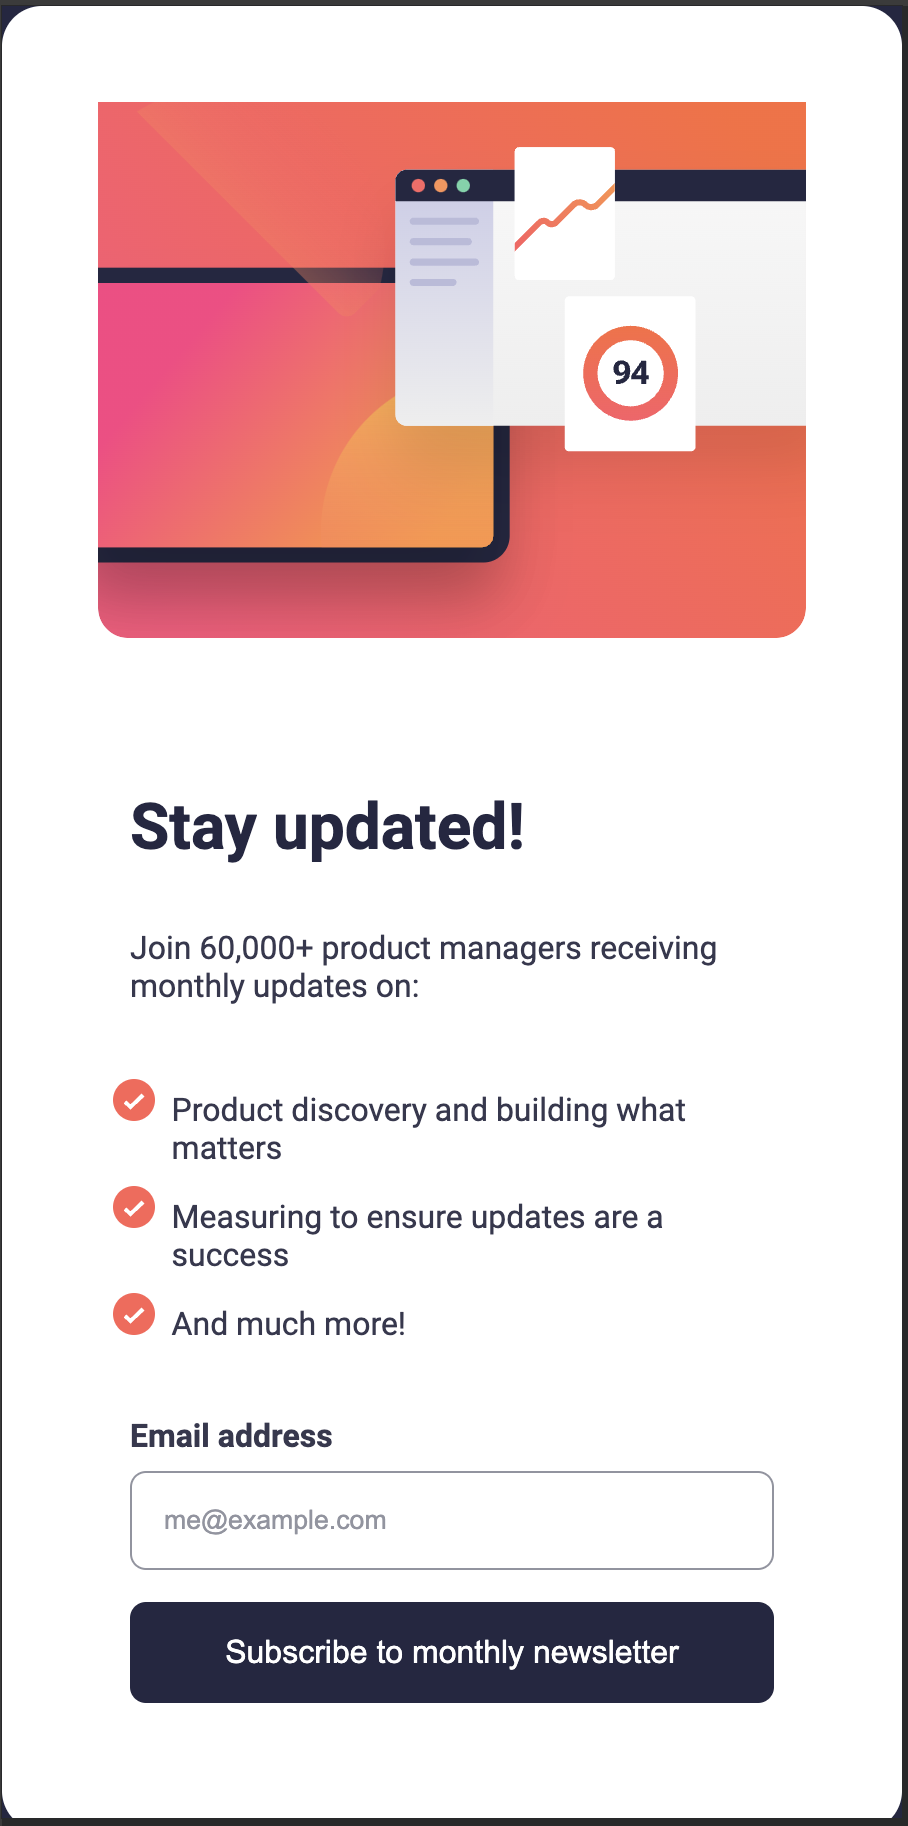 94
Stay updated!
Join 60,000+ product managers receiving
monthly updates on:
Product discovery and building what
matters
Measuring to ensure updates are a
success
And much more!
Email address
me@example.com
Subscribe to monthly newsletter